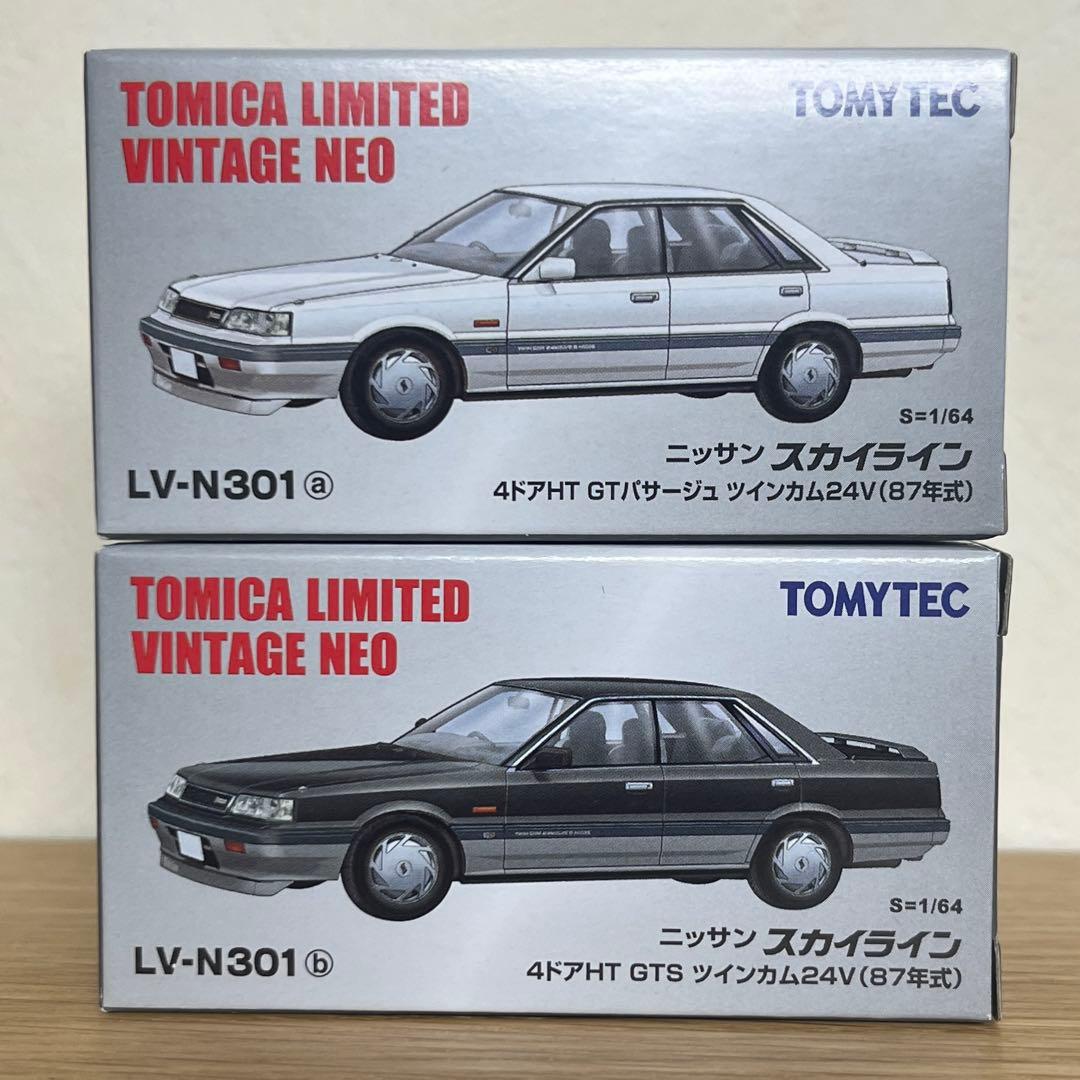 TOMICA LIMITED
VINTAGE NEO
TOMYTEC
S=1/64
ニッサン スカイライン
LV-N301ⓐ
4ドアHT GTパサージュ ツインカム24V(87年式)
TOMICA LIMITED
VINTAGE NEO
TOMYTEC
S=1/64
ニッサン スカイライン
LV-N301ⓑ
4ドアHT GTS ツインカム24V(87年式)